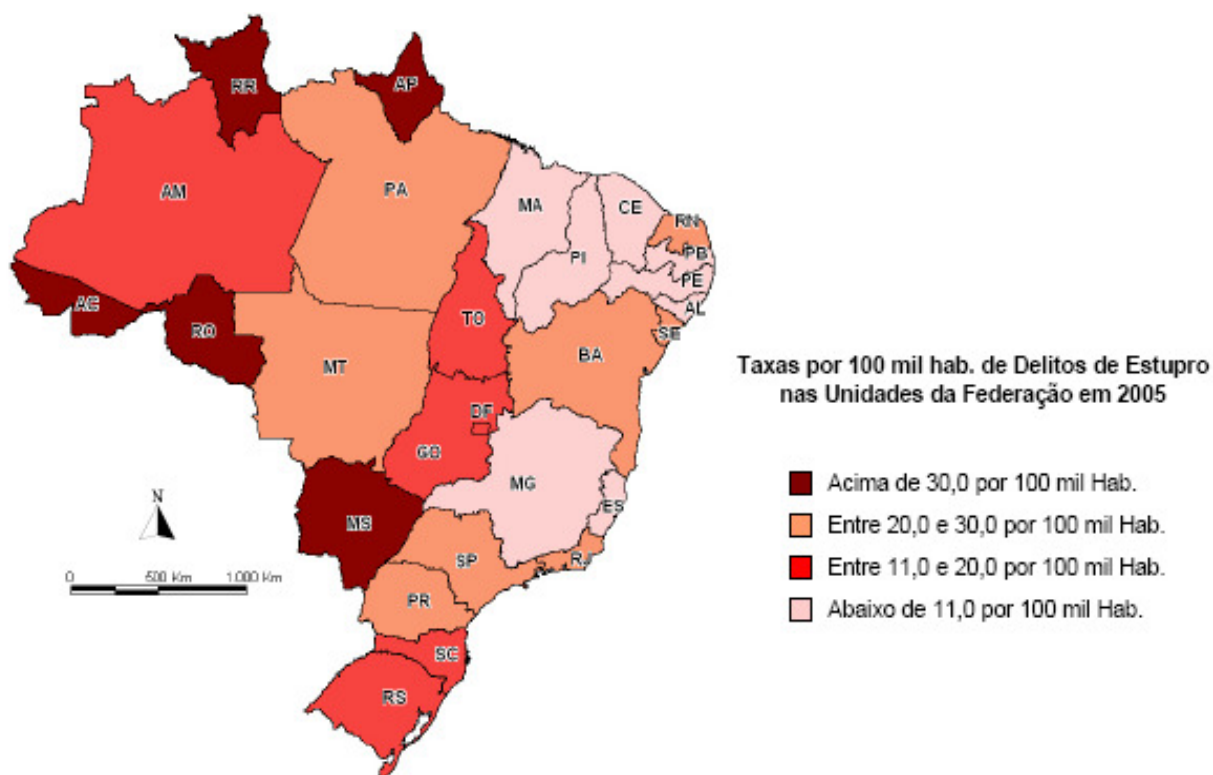 RR
AP
AM
PA
MA
CE
RN
PI
PB
PE
AL
AC
RO
TO
SE
BA
MT
DF
GO
MG
ES
MS
SP
RJ
PR
SC
RS
N
0 500 Km 1.000 Km
Taxas por 100 mil hab. de Delitos de Estupro
nas Unidades da Federação em 2005
Acima de 30,0 por 100 mil Hab.
Entre 20,0 e 30,0 por 100 mil Hab.
Entre 11,0 e 20,0 por 100 mil Hab.
Abaixo de 11,0 por 100 mil Hab.